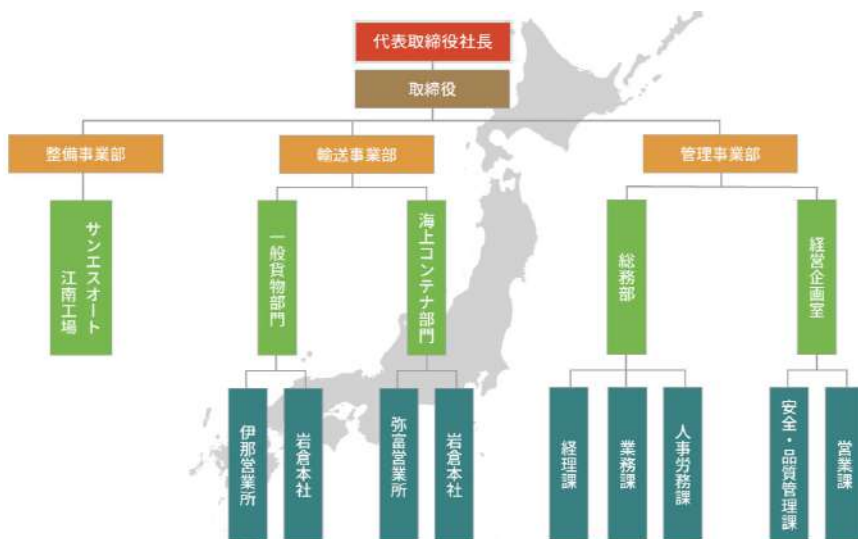 代表取締役社長
取締役
整備事業部
輸送事業部
管理事業部
サンエスオート
江南工場
一般貨物部門
海上コンテナ部門
総務部
経営企画室
伊那営業所
岩倉本社
弥富営業所
岩倉本社
経理課
業務課
人事労務課
安全・品質管理課
営業課